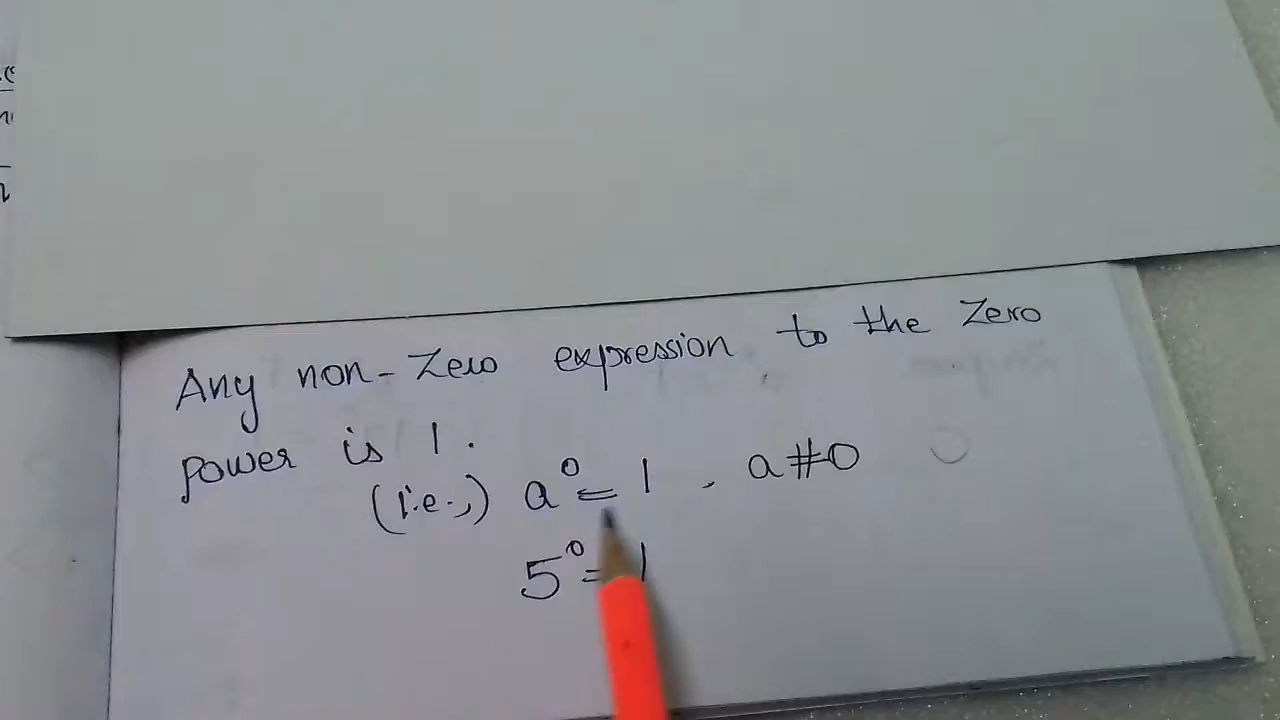 Any non-Zero expression to the Zero
power is 1.
(i.e.,) a⁰ = 1 . a # 0
5⁰ = 1